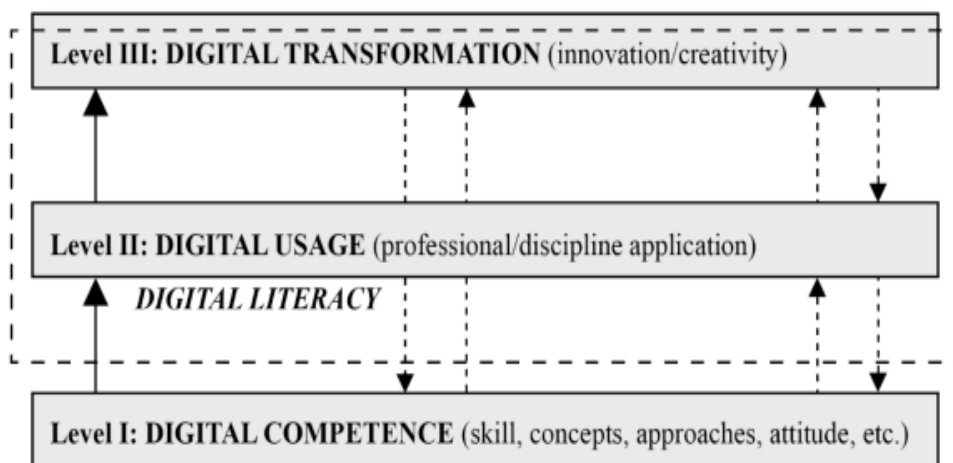 Level III: DIGITAL TRANSFORMATION (innovation/creativity)
Level II: DIGITAL USAGE (professional/discipline application)
DIGITAL LITERACY
Level I: DIGITAL COMPETENCE (skill, concepts, approaches, attitude, etc.)